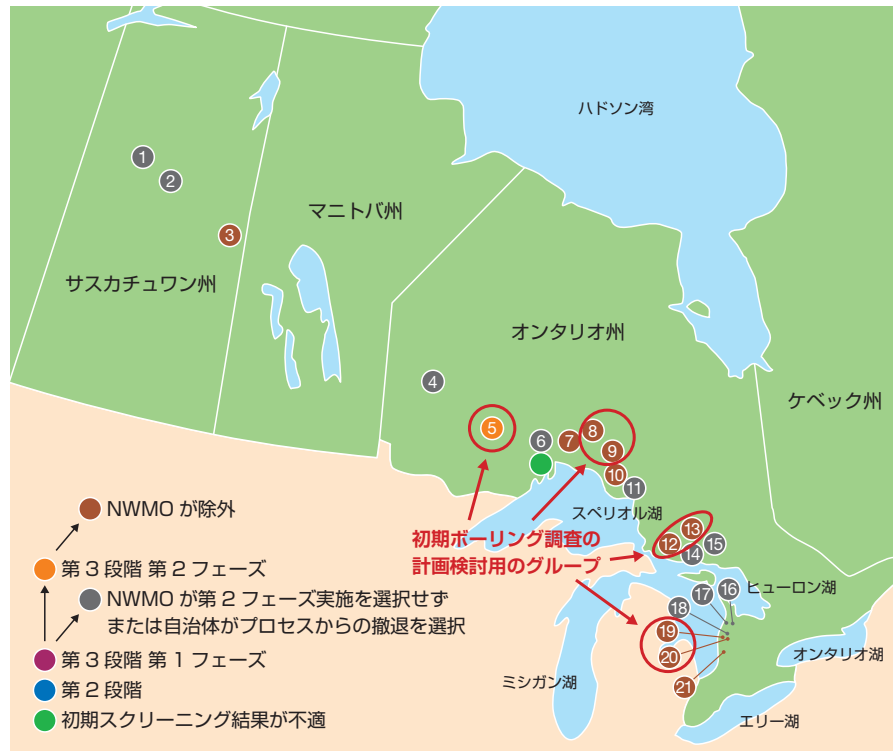 ハドソン湾
1
2
3
マニトバ州
サスカチュワン州
オンタリオ州
4
ケベック州
5
6
7
8
9
10
11
スペリオル湖
NWMO が除外
初期ボーリング調査の
計画検討用のグループ
12
13
14
15
第3段階 第2フェーズ
NWMO が第2フェーズ実施を選択せず
または自治体がプロセスからの撤退を選択
16
17
18
ヒューロン湖
19
20
21
第3段階 第1フェーズ
オンタリオ湖
ミシガン湖
第2段階
初期スクリーニング結果が不適
エリー湖